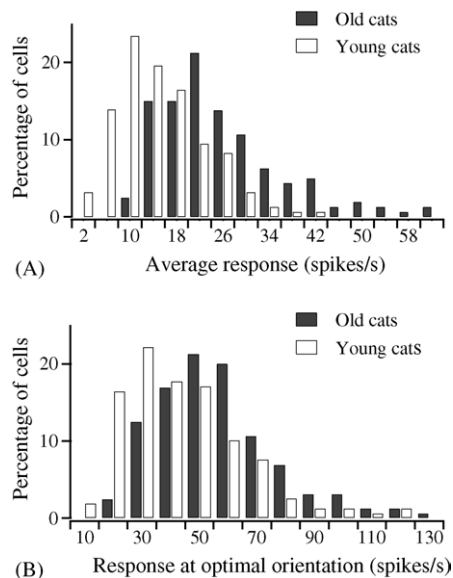 Old cats
Young cats
Percentage of cells
20
10
0
2 10 18 26 34 42 50 58
(A) Average response (spikes/s)
Old cats
Young cats
Percentage of cells
20
10
0
10 30 50 70 90 110 130
(B) Response at optimal orientation (spikes/s)